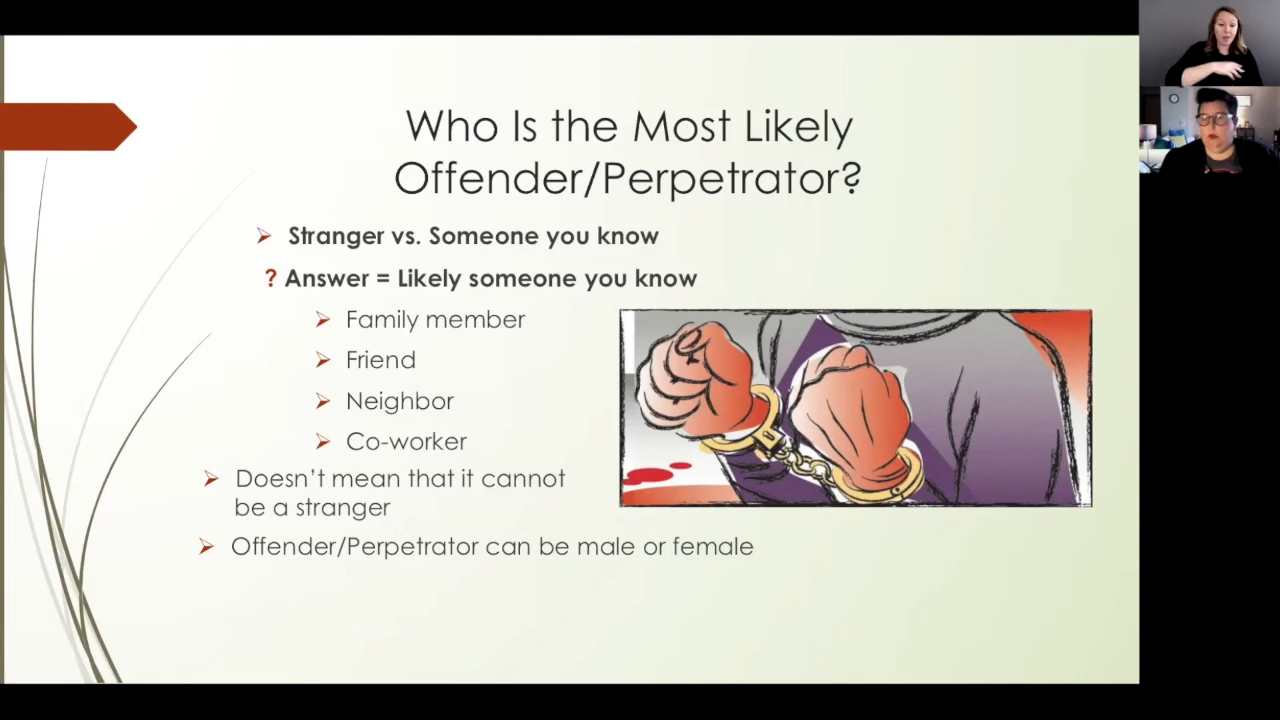 Who Is the Most Likely
Offender/Perpetrator?
Stranger vs. Someone you know
? Answer = Likely someone you know
Family member
Friend
Neighbor
Co-worker
Doesn’t mean that it cannot
be a stranger
Offender/Perpetrator can be male or female